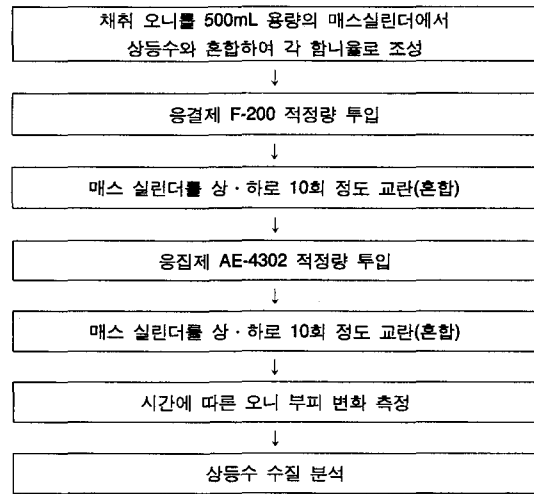 채취 오니를 500mL 용량의 매스실린더에서
상등수와 혼합하여 각 함니율로 조성
↓
응결제 F-200 적정량 투입
↓
매스 실린더를 상·하로 10회 정도 교란(혼합)
↓
응집제 AE-4302 적정량 투입
↓
매스 실린더를 상·하로 10회 정도 교란(혼합)
↓
시간에 따른 오니 부피 변화 측정
↓
상등수 수질 분석